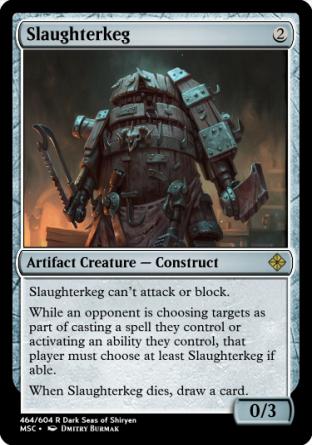 Slaughterkeg 2
Artifact Creature — Construct
Slaughterkeg can't attack or block.
While an opponent is choosing targets as
part of casting a spell they control or
activating an ability they control, that
player must choose at least Slaughterkeg if
able.
When Slaughterkeg dies, draw a card.
0/3
464/604 R Dark Seas of Shiryen
MSC • Dmitry Burmak